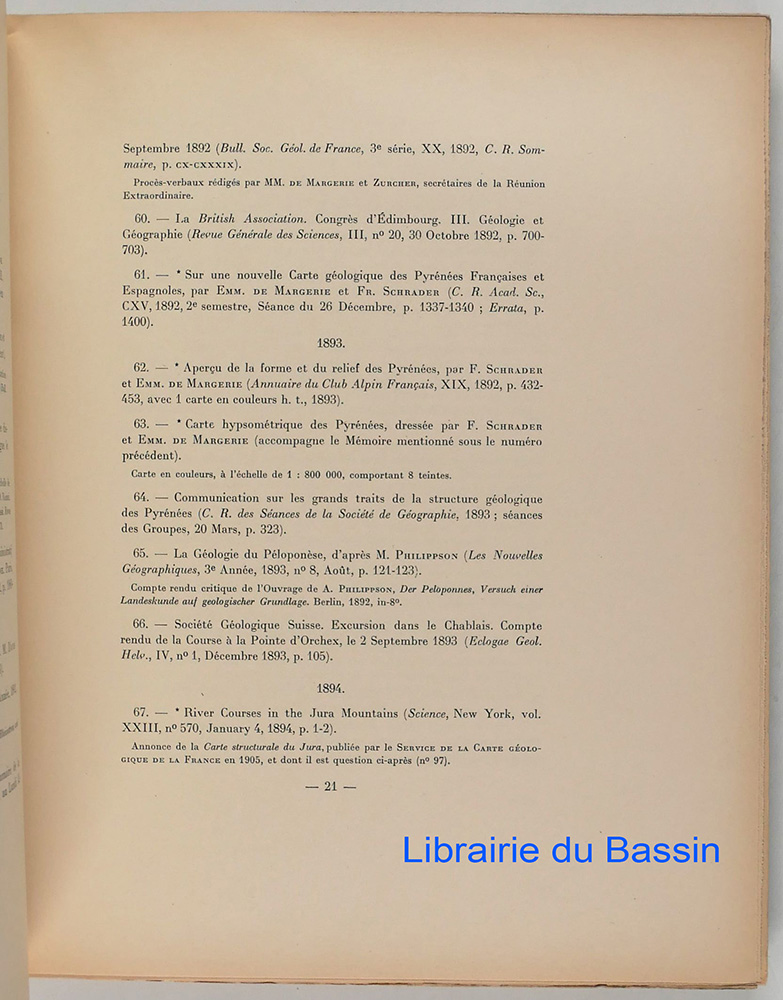 Septembre 1892 (Bull. Soc. Géol. de France, 3e série, XX, 1892, C. R. Som-
maire, p. CX-CXXXIX).
Procès-verbaux rédigés par MM. DE MARGERIE et ZURCHER, secrétaires de la Réunion
Extraordinaire.
60. — La British Association. Congrès d'Édimbourg. III. Géologie et
Géographie (Revue Générale des Sciences, III, nº 20, 30 Octobre 1892, p. 700-
703).
61. — * Sur une nouvelle Carte géologique des Pyrénées Françaises et
Espagnoles, par EMM. DE MARGERIE et FR. SCHRADER (C. R. Acad. Sc.,
CXV, 1892, 2e semestre, Séance du 26 Décembre, p. 1337-1340 ; Errata, p.
1400).
1893.
62. — * Aperçu de la forme et du relief des Pyrénées, par F. SCHRADER
et EMM. DE MARGERIE (Annuaire du Club Alpin Français, XIX, 1892, p. 432-
453, avec 1 carte en couleurs h. t., 1893).
63. — * Carte hypsométrique des Pyrénées, dressée par F. SCHRADER
et EMM. DE MARGERIE (accompagne le Mémoire mentionné sous le numéro
précédent).
Carte en couleurs, à l'échelle de 1 : 800 000, comportant 8 teintes.
64. — Communication sur les grands traits de la structure géologique
des Pyrénées (C. R. des Séances de la Société de Géographie, 1893 ; séances
des Groupes, 20 Mars, p. 323).
65. — La Géologie du Péloponèse, d'après M. PHILIPPSON (Les Nouvelles
Géographiques, 3e Année, 1893, nº 8, Août, p. 121-123).
Compte rendu critique de l'Ouvrage de A. PHILIPPSON, Der Peloponnes, Versuch einer
Landeskunde auf geologischer Grundlage. Berlin, 1892, in-8º.
66. — Société Géologique Suisse. Excursion dans le Chablais. Compte
rendu de la Course à la Pointe d'Orchex, le 2 Septembre 1893 (Eclogae Geol.
Helv., IV, nº 1, Décembre 1893, p. 105).
1894.
67. — * River Courses in the Jura Mountains (Science, New York, vol.
XXIII, nº 570, January 4, 1894, p. 1-2).
Annonce de la Carte structurale du Jura, publiée par le SERVICE DE LA CARTE GÉOLO-
GIQUE DE LA FRANCE en 1905, et dont il est question ci-après (nº 97).
— 21 —
Librairie du Bassin